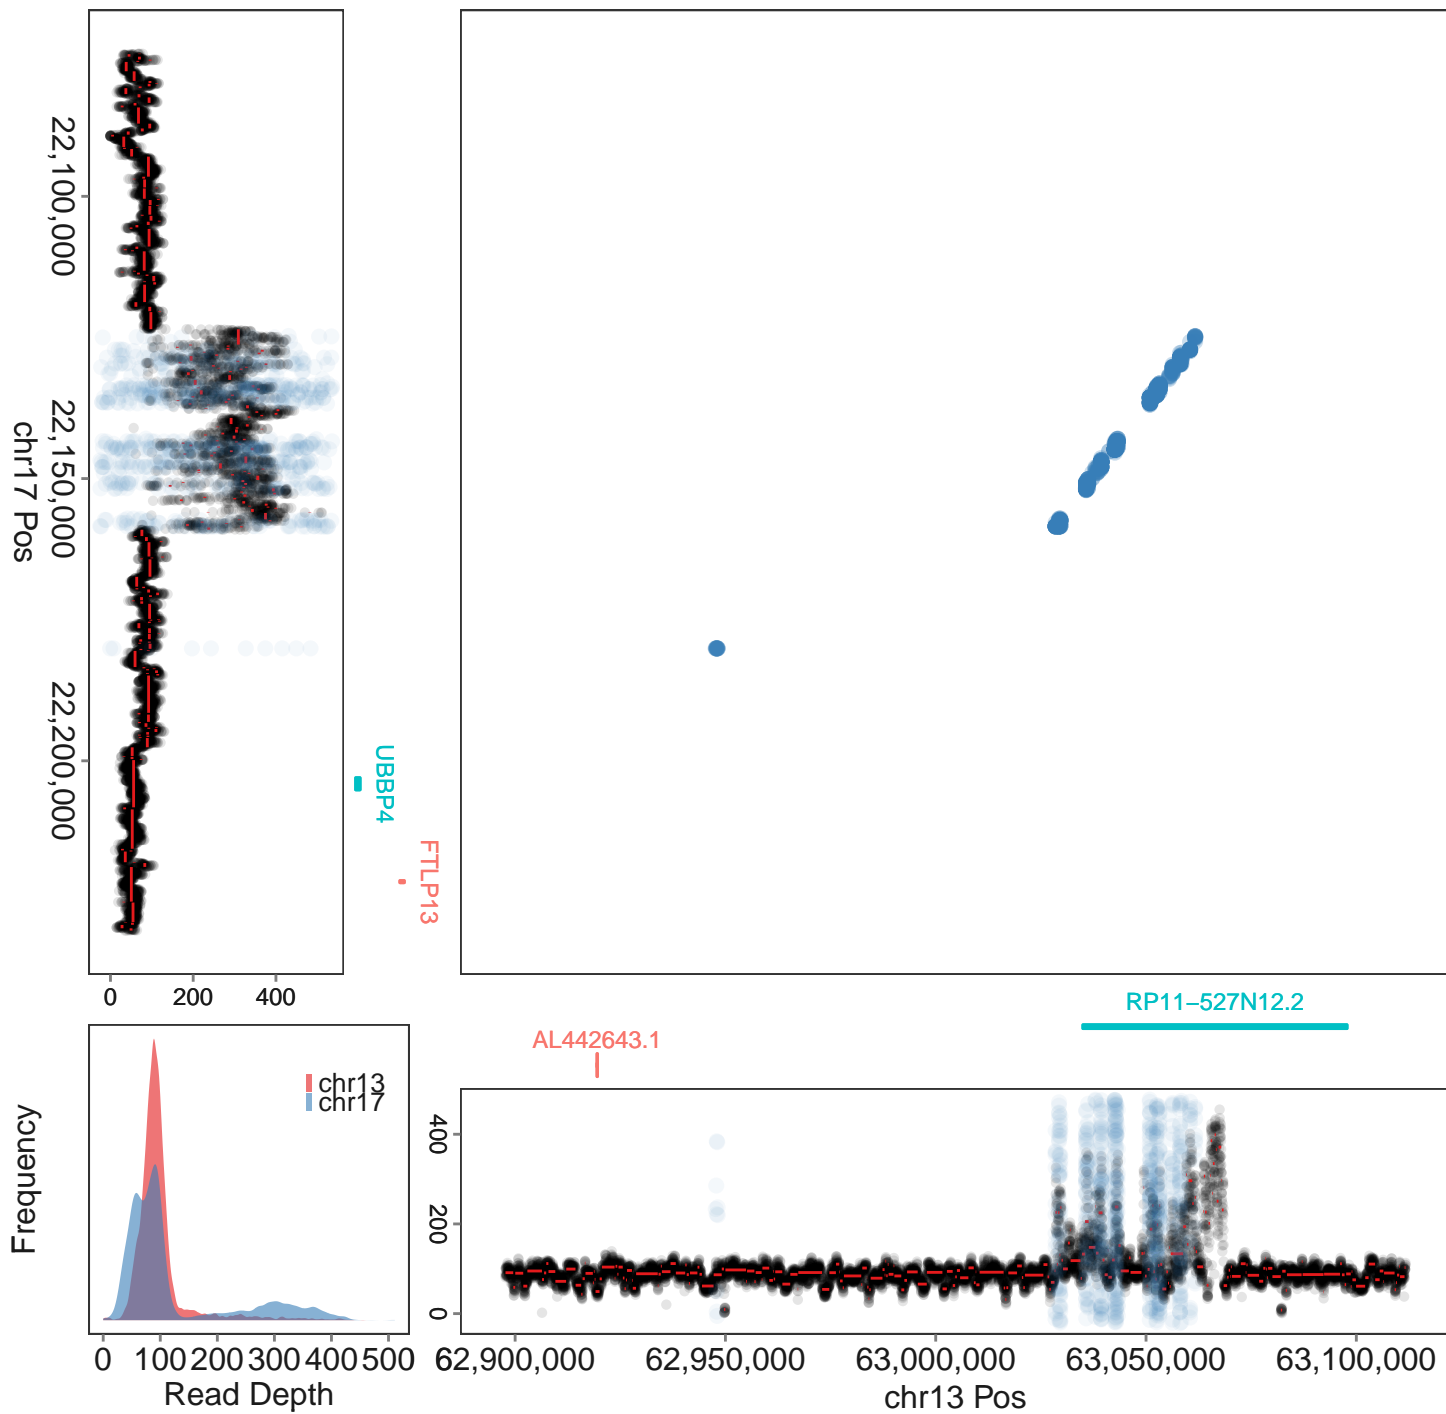 22,100,000
22,150,000
22,200,000
chr17 Pos
0 200 400
UBBP4
FTLP13
RP11−527N12.2
AL442643.1
chr13
chr17
Frequency
0 100 200 300 400 500
Read Depth
400
200
0
62,900,000 62,950,000 63,000,000 63,050,000 63,100,000
chr13 Pos